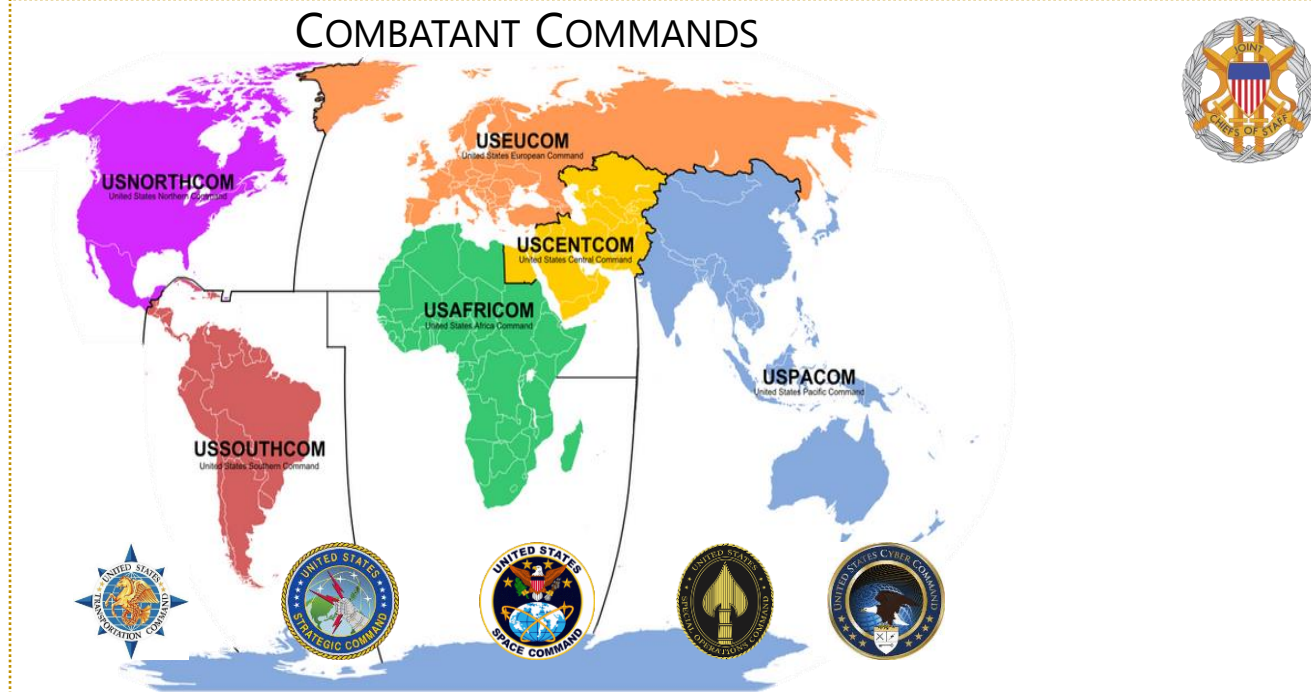 COMBATANT COMMANDS
JOINT
CHIEFS OF STAFF
USEUCOM
United States European Command
USNORTHCOM
United States Northern Command
USCENTCOM
United States Central Command
USAFRICOM
United States Africa Command
USPACOM
United States Pacific Command
USSOUTHCOM
United States Southern Command
UNITED STATES
TRANSPORTATION COMMAND
UNITED STATES
STRATEGIC COMMAND
UNITED STATES
SPACE COMMAND
UNITED STATES
SPECIAL OPERATIONS COMMAND
UNITED STATES CYBER COMMAND